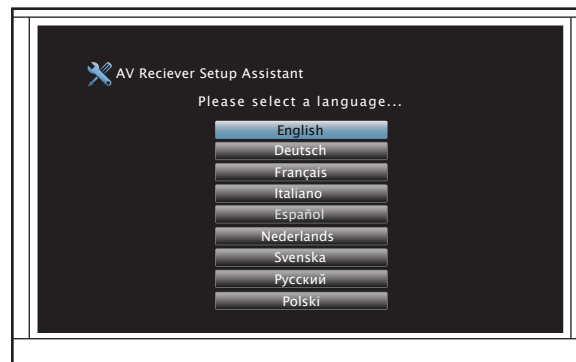 AV Reciever Setup Assistant
Please select a language...
English
Deutsch
Français
Italiano
Español
Nederlands
Svenska
Русский
Polski